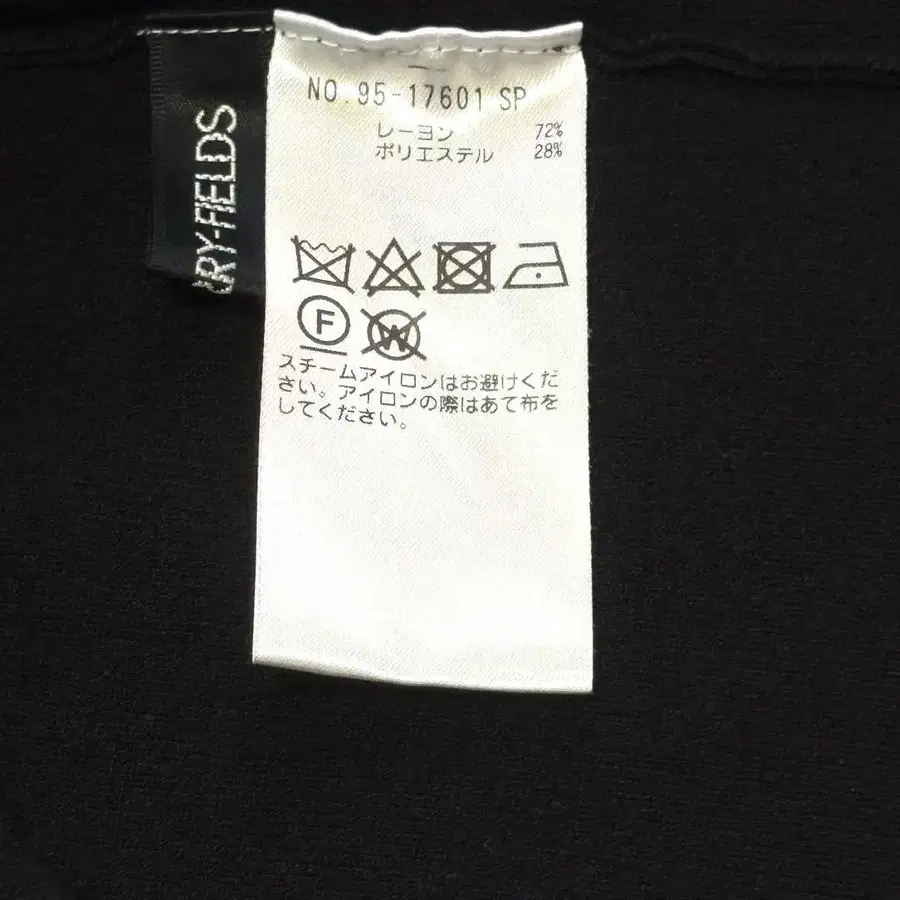 NO.95-17601 SP
レーヨン 72%
ポリエステル 28%
F
W
スチームアイロンはお避けくだ
さい。アイロンの際はあて布を
してください。
RY-FIELDS